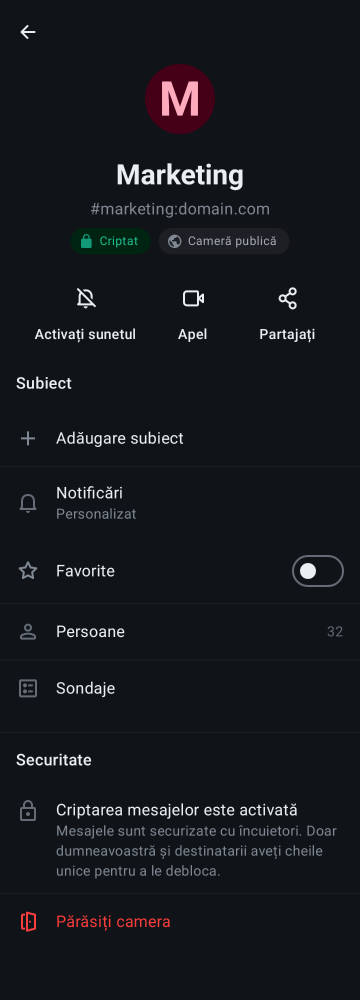 M
Marketing
#marketing:domain.com
Criptat
Cameră publică
Activați sunetul
Apel
Partajați
Subiect
Adăugare subiect
Notificări
Personalizat
Favorite
Persoane
32
Sondaje
Securitate
Criptarea mesajelor este activată
Mesajele sunt securizate cu încuietori. Doar
dumneavoastră și destinatarii aveți cheile
unice pentru a le debloca.
Părăsiți camera